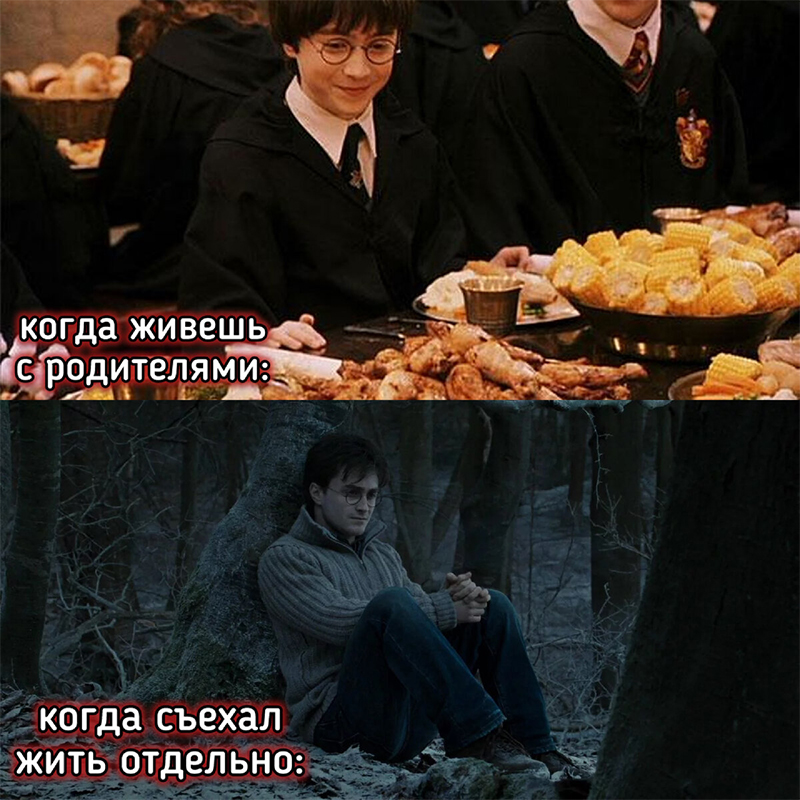 когда живешь
с родителями:
когда съехал
жить отдельно: